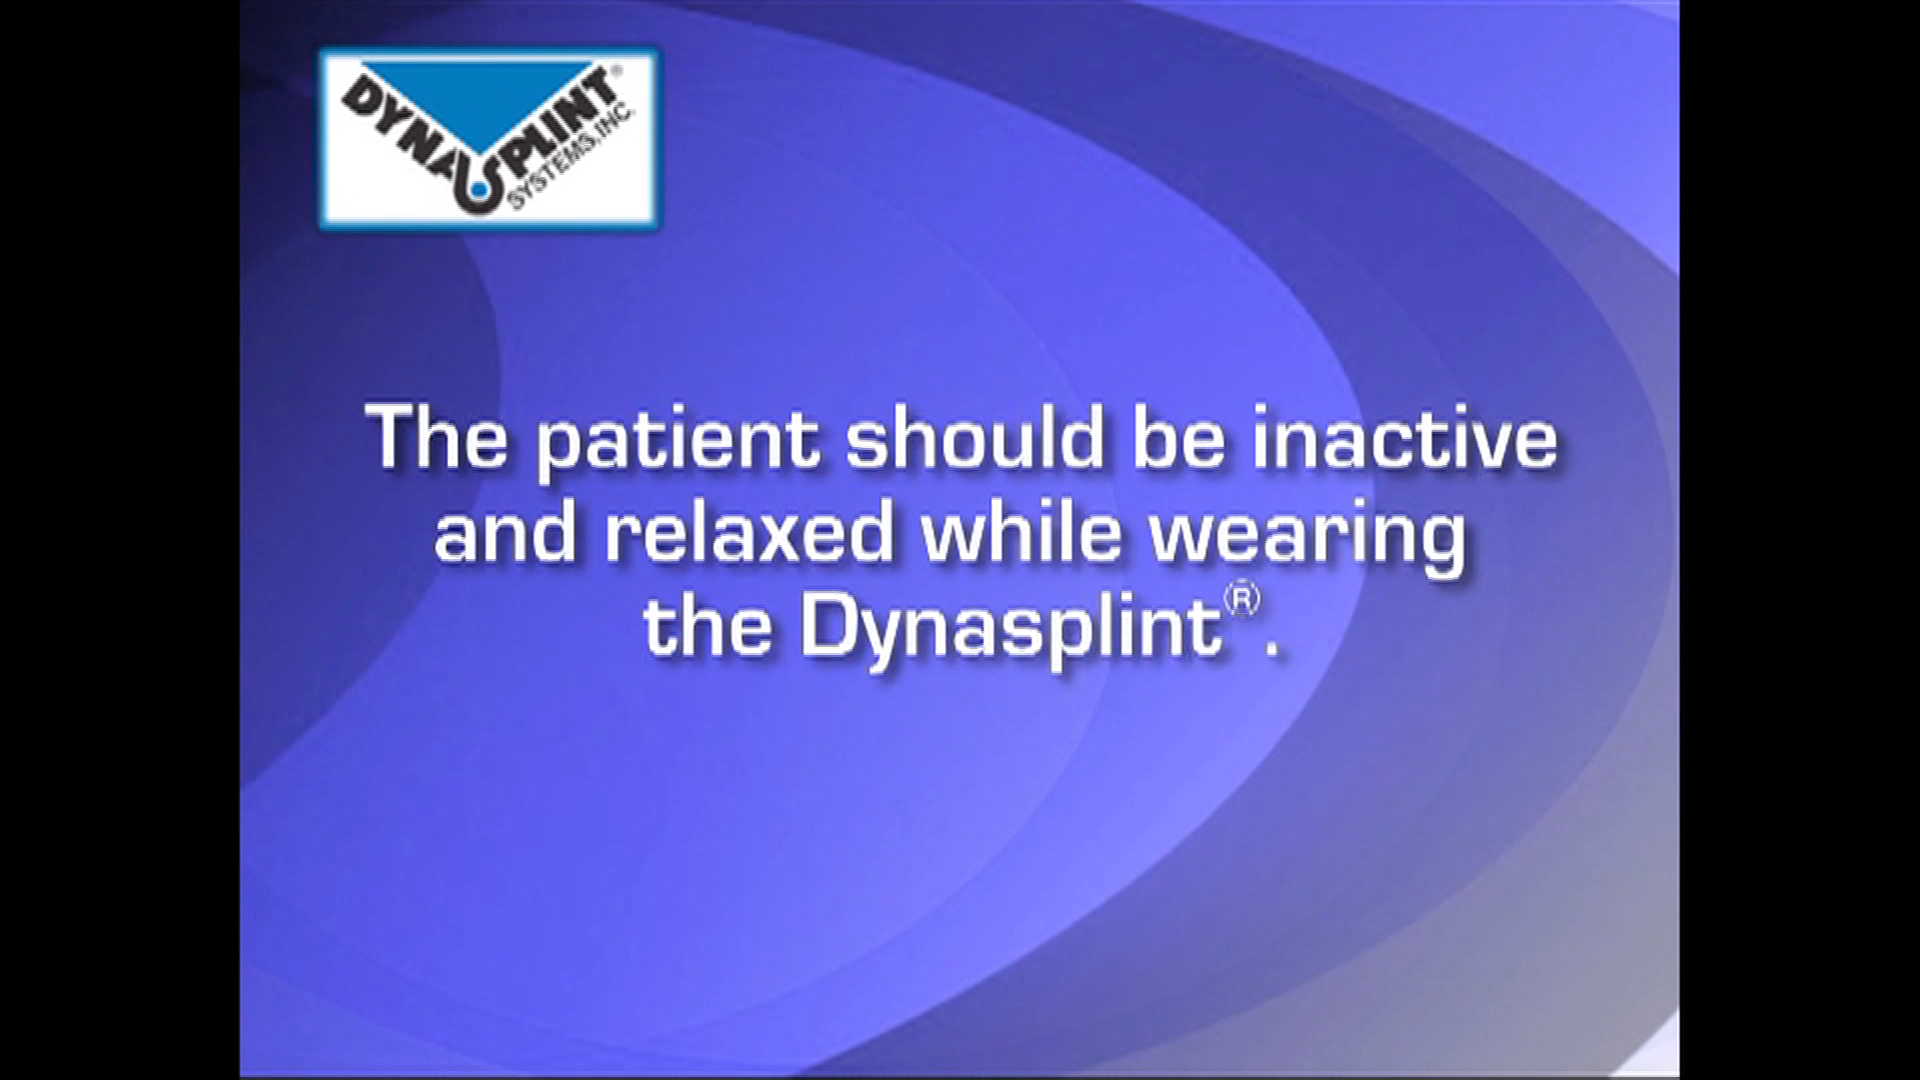 DYNASPLINT®
SYSTEMS, INC.
The patient should be inactive
and relaxed while wearing
the Dynasplint®.